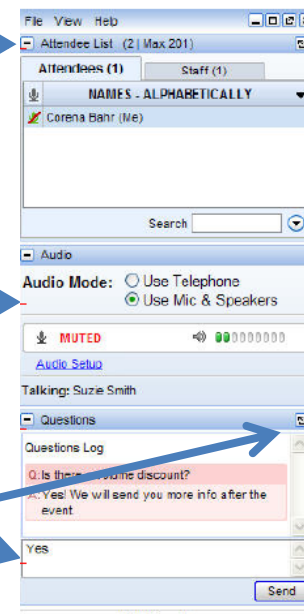 File View Help
Attendee List (2 | Max 201)
Attendees (1) Staff (1)
NAMES - ALPHABETICALLY
Corena Bahr (Me)
Search
Audio
Audio Mode: Use Telephone
Use Mic & Speakers
MUTED
Audio Setup
Talking: Suzie Smith
Questions
Questions Log
Q: Is there discount?
A: Yes! We will send you more info after the
event
Yes
Send